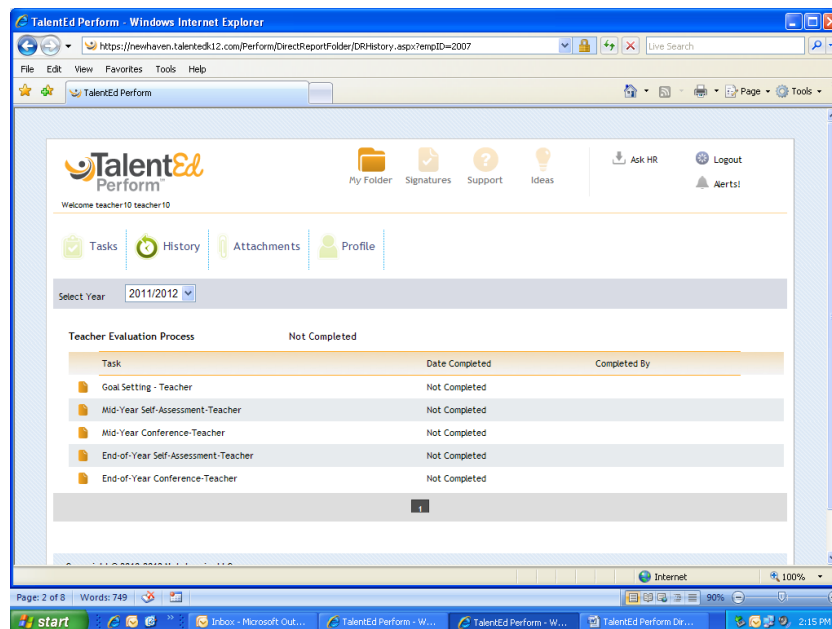 TalentEd Perform - Windows Internet Explorer
https://newhaven.talentedk12.com/Perform/DirectReportFolder/DRHistory.aspx?empID=2007
Live Search
File Edit View Favorites Tools Help
TalentEd Perform
Page Tools
TalentEd
Perform™
My Folder Signatures Support Ideas
Ask HR Logout
Alerts!
Welcome teacher10 teacher10
Tasks History Attachments Profile
Select Year 2011/2012
Teacher Evaluation Process Not Completed
Task Date Completed Completed By
Goal Setting - Teacher Not Completed
Mid-Year Self-Assessment-Teacher Not Completed
Mid-Year Conference-Teacher Not Completed
End-of-Year Self-Assessment-Teacher Not Completed
End-of-Year Conference-Teacher Not Completed
1
Internet 100%
Page: 2 of 8 Words: 749 90%
start Inbox - Microsoft Out... TalentEd Perform - W... TalentEd Perform - W... TalentEd Perform Dir... 2:15 PM